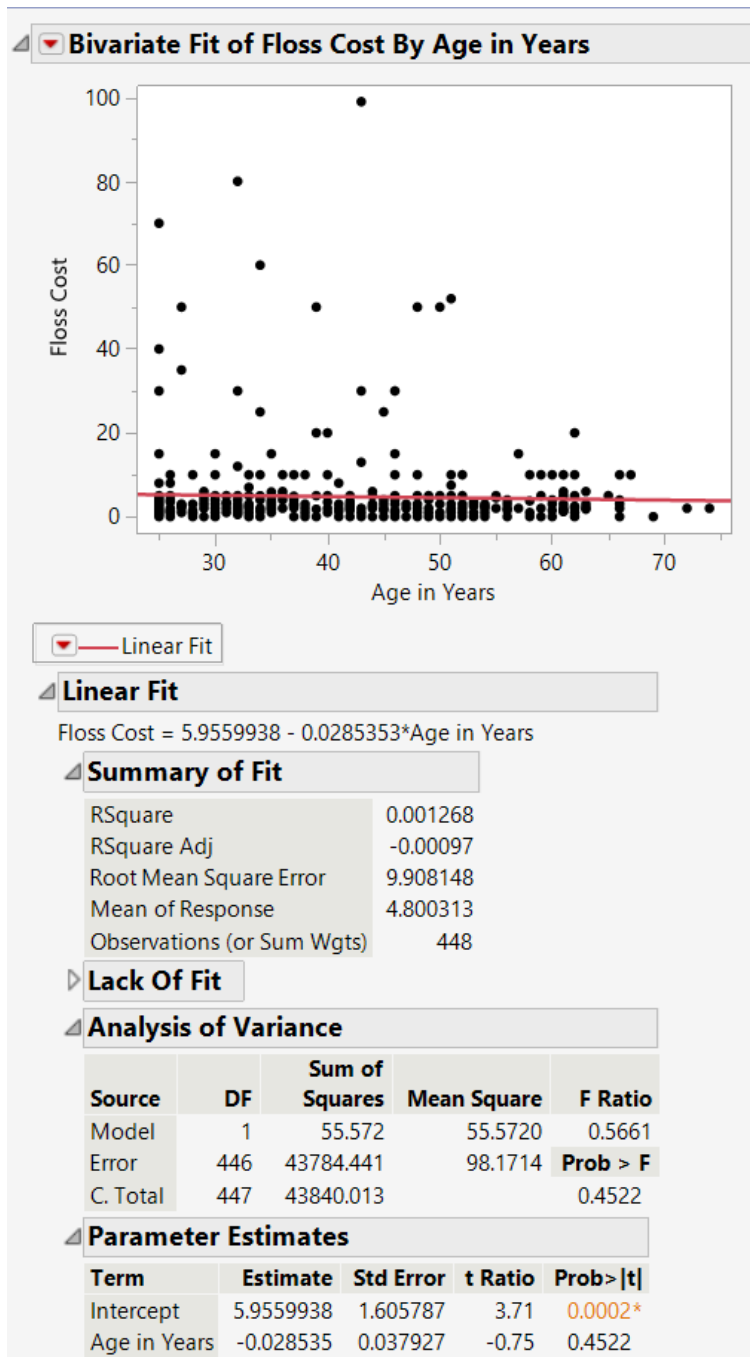 Bivariate Fit of Floss Cost By Age in Years
100
80
60
40
20
0
Floss Cost
30 40 50 60 70
Age in Years
Linear Fit
Linear Fit
Floss Cost = 5.9559938 - 0.0285353*Age in Years
Summary of Fit
RSquare 0.001268
RSquare Adj -0.00097
Root Mean Square Error 9.908148
Mean of Response 4.800313
Observations (or Sum Wgts) 448
Lack Of Fit
Analysis of Variance
Sum of
Source DF Squares Mean Square F Ratio
Model 1 55.572 55.5720 0.5661
Error 446 43784.441 98.1714 Prob > F
C. Total 447 43840.013 0.4522
Parameter Estimates
Term Estimate Std Error t Ratio Prob>|t|
Intercept 5.9559938 1.605787 3.71 0.0002*
Age in Years -0.028535 0.037927 -0.75 0.4522